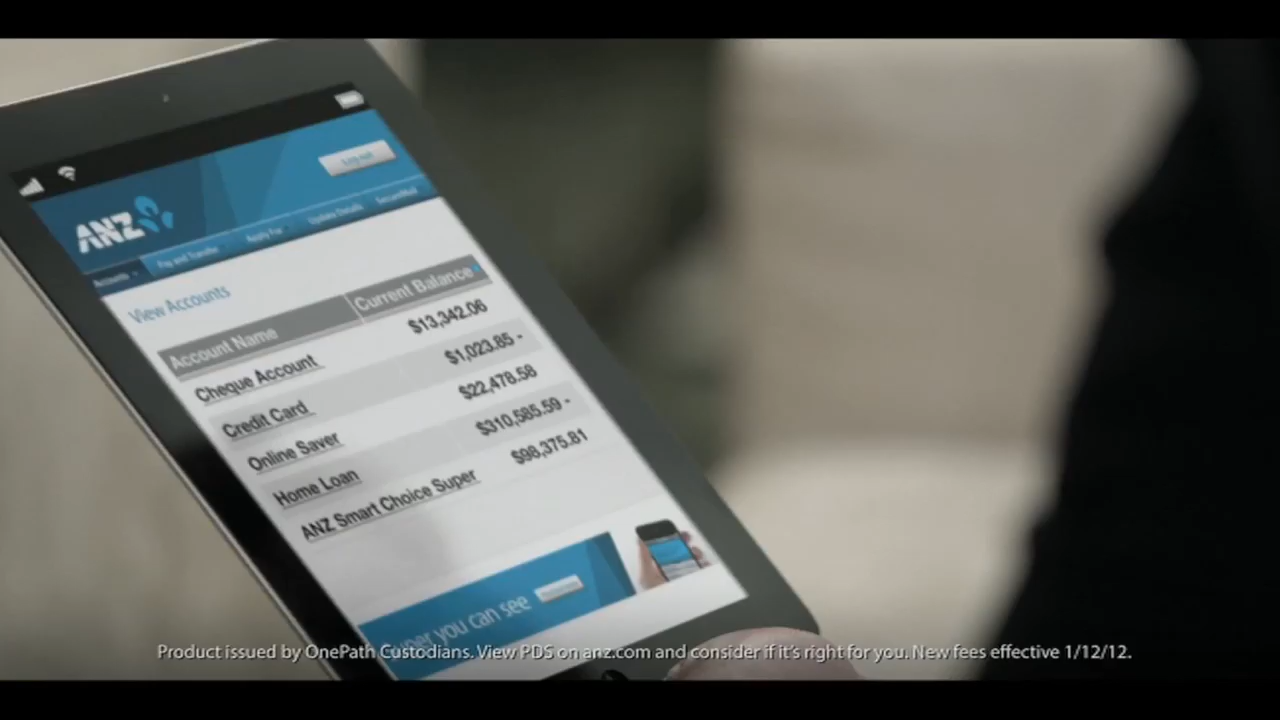 Log out
ANZ
Accounts Pay and Transfer Apply For Update Details SecureMail
View Accounts
Account Name Current Balance
Cheque Account $13,342.06
Credit Card $1,023.85 -
Online Saver $22,478.58
Home Loan $310,585.59 -
ANZ Smart Choice Super $98,375.81
Super you can see
Product issued by OnePath Custodians. View PDS on anz.com and consider if it's right for you. New fees effective 1/12/12.